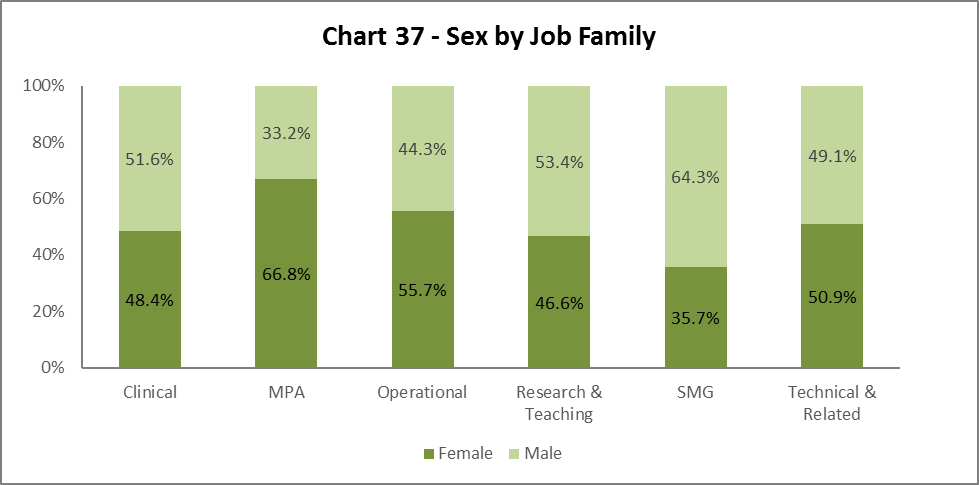 Chart 37 - Sex by Job Family
100%
80%
60%
40%
20%
0%
51.6%
33.2%
44.3%
53.4%
64.3%
49.1%
48.4%
66.8%
55.7%
46.6%
35.7%
50.9%
Clinical
MPA
Operational
Research &
Teaching
SMG
Technical &
Related
Female
Male